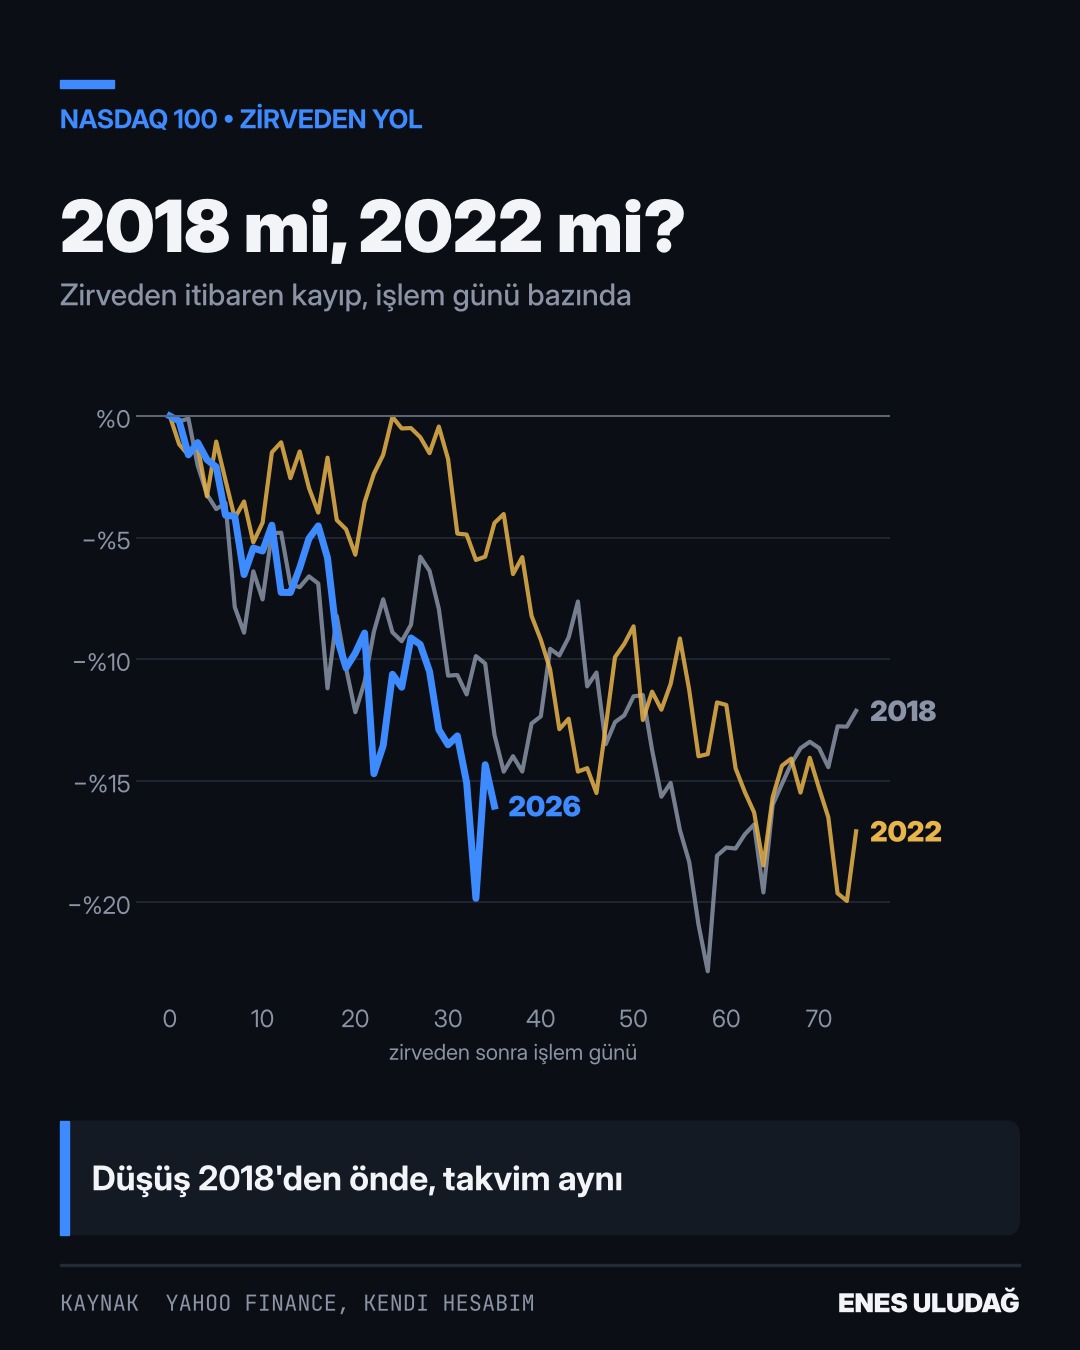 NASDAQ 100 • ZİRVEDEN YOL
2018 mi, 2022 mi?
Zirveden itibaren kayıp, işlem günü bazında
%0
−%5
−%10
−%15
−%20
2018
2026
2022
0 10 20 30 40 50 60 70
zirveden sonra işlem günü
Düşüş 2018'den önde, takvim aynı
KAYNAK YAHOO FINANCE, KENDI HESABIM
ENES ULUDAĞ